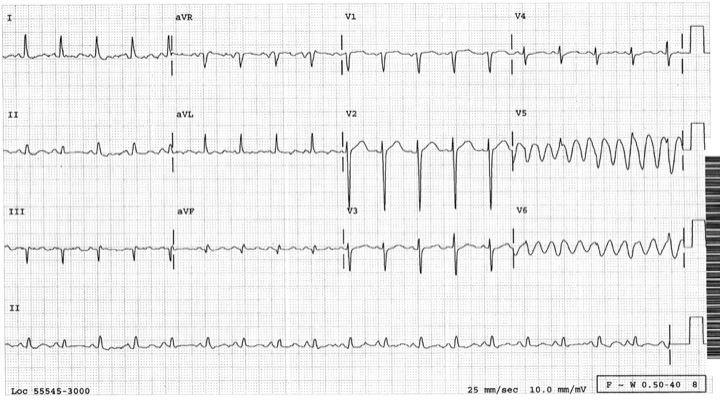 I aVR V1 V4
II aVL V2 V5
III aVF V3 V6
II
Loc 55545-3000 25 mm/sec 10.0 mm/mV F ~ W 0.50-40 8